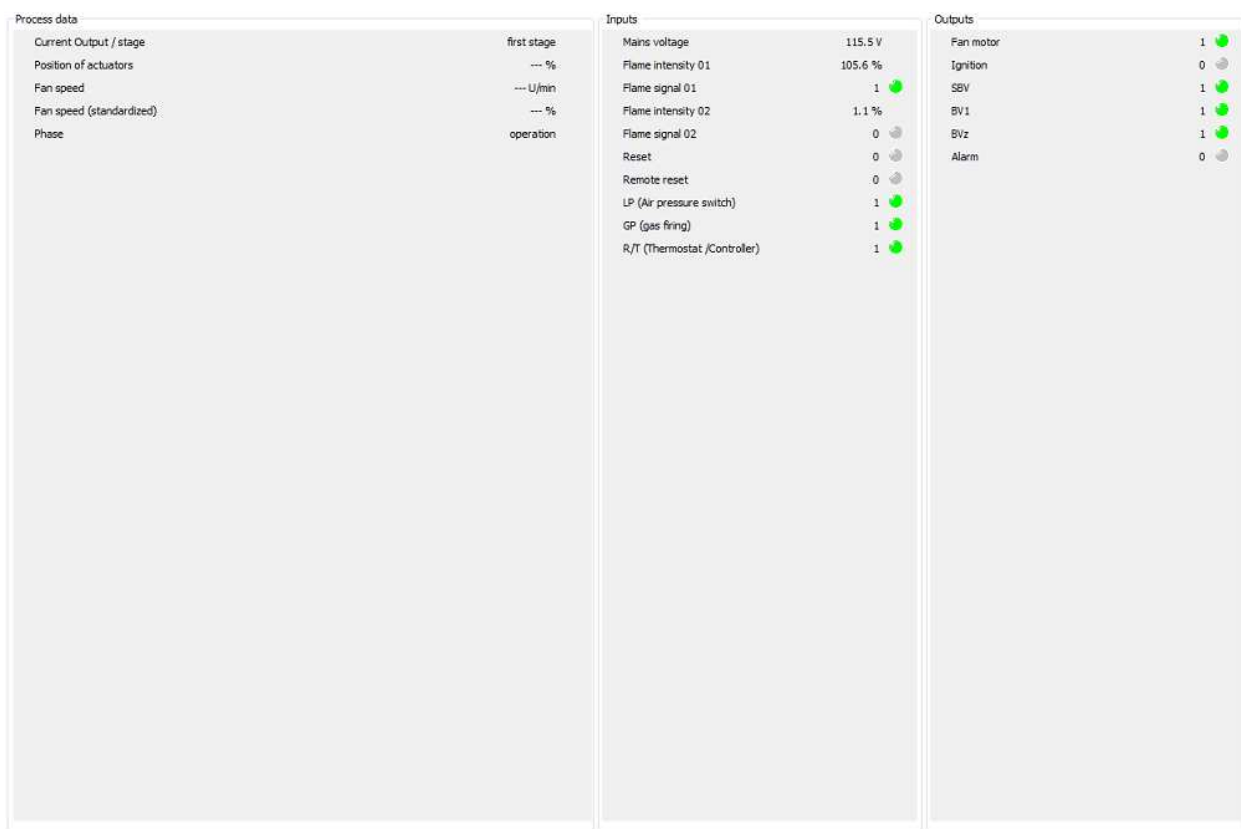 Process data
Current Output / stage first stage
Position of actuators --- %
Fan speed --- U/min
Fan speed (standardized) --- %
Phase operation
Inputs
Mains voltage 115.5 V
Flame intensity 01 105.6 %
Flame signal 01 1
Flame intensity 02 1.1 %
Flame signal 02 0
Reset 0
Remote reset 0
LP (Air pressure switch) 1
GP (gas firing) 1
R/T (Thermostat /Controller) 1
Outputs
Fan motor 1
Ignition 0
SBV 1
BV1 1
BVz 1
Alarm 0